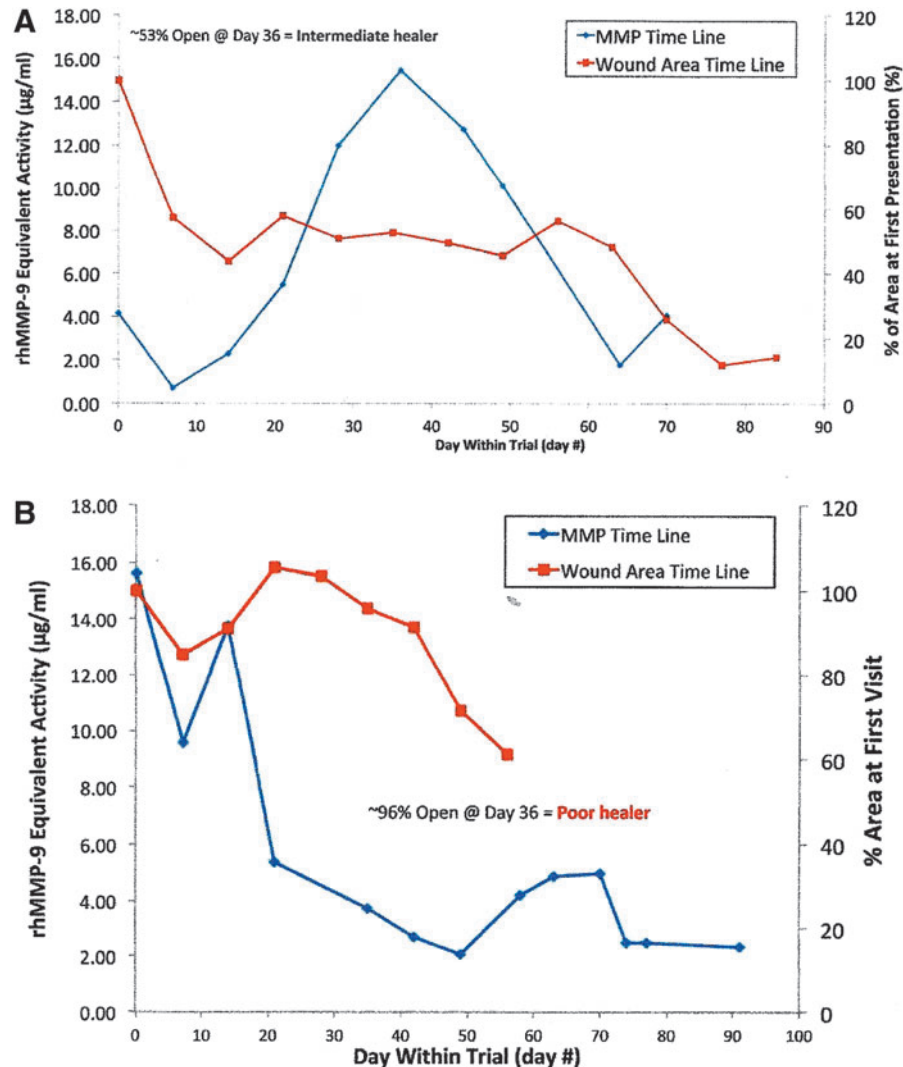 A
~53% Open @ Day 36 = Intermediate healer
MMP Time Line
Wound Area Time Line
rhMMP-9 Equivalent Activity (µg/ml)
18.00
16.00
14.00
12.00
10.00
8.00
6.00
4.00
2.00
0.00
120
100
80
60
40
20
0
% of Area at First Presentation (%)
0 10 20 30 40 50 60 70 80 90
Day Within Trial (day #)
B
MMP Time Line
Wound Area Time Line
rhMMP-9 Equivalent Activity (µg/ml)
18.00
16.00
14.00
12.00
10.00
8.00
6.00
4.00
2.00
0.00
~96% Open @ Day 36 = Poor healer
120
100
80
60
40
20
0
% Area at First Visit
0 10 20 30 40 50 60 70 80 90 100
Day Within Trial (day #)